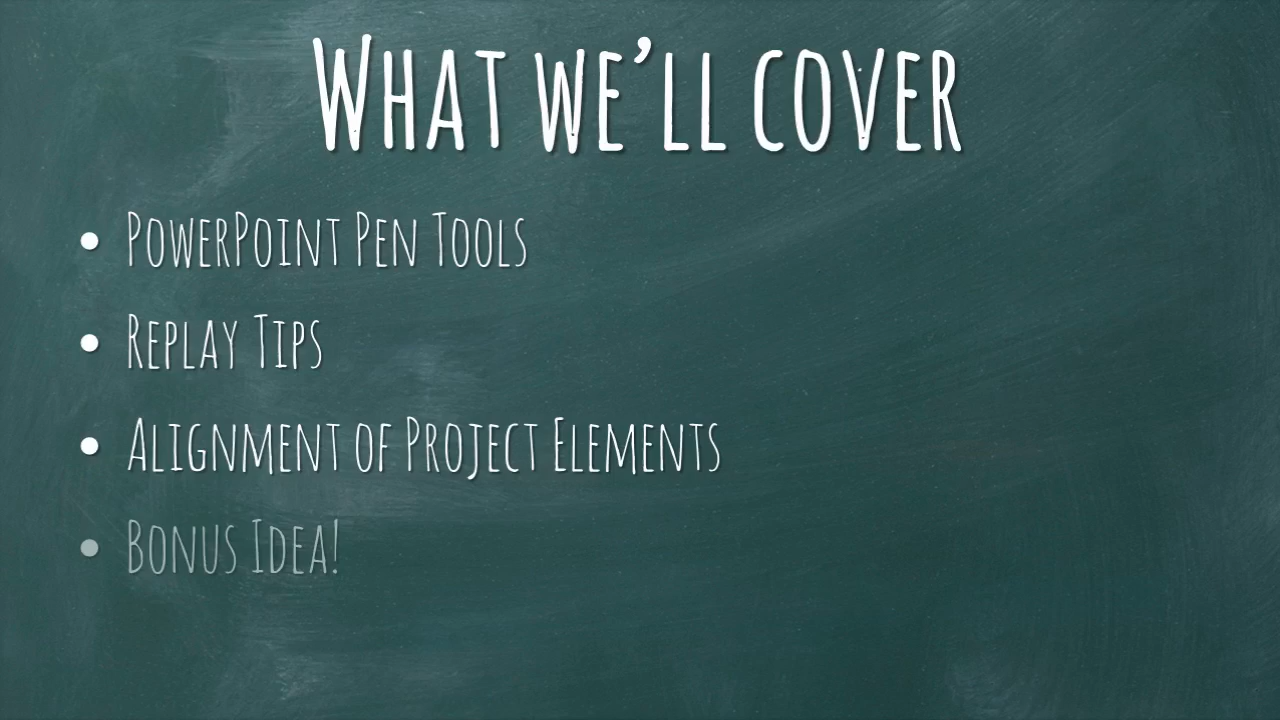 What we’ll cover
• PowerPoint Pen Tools
• Replay Tips
• Alignment of Project Elements
• Bonus Idea!